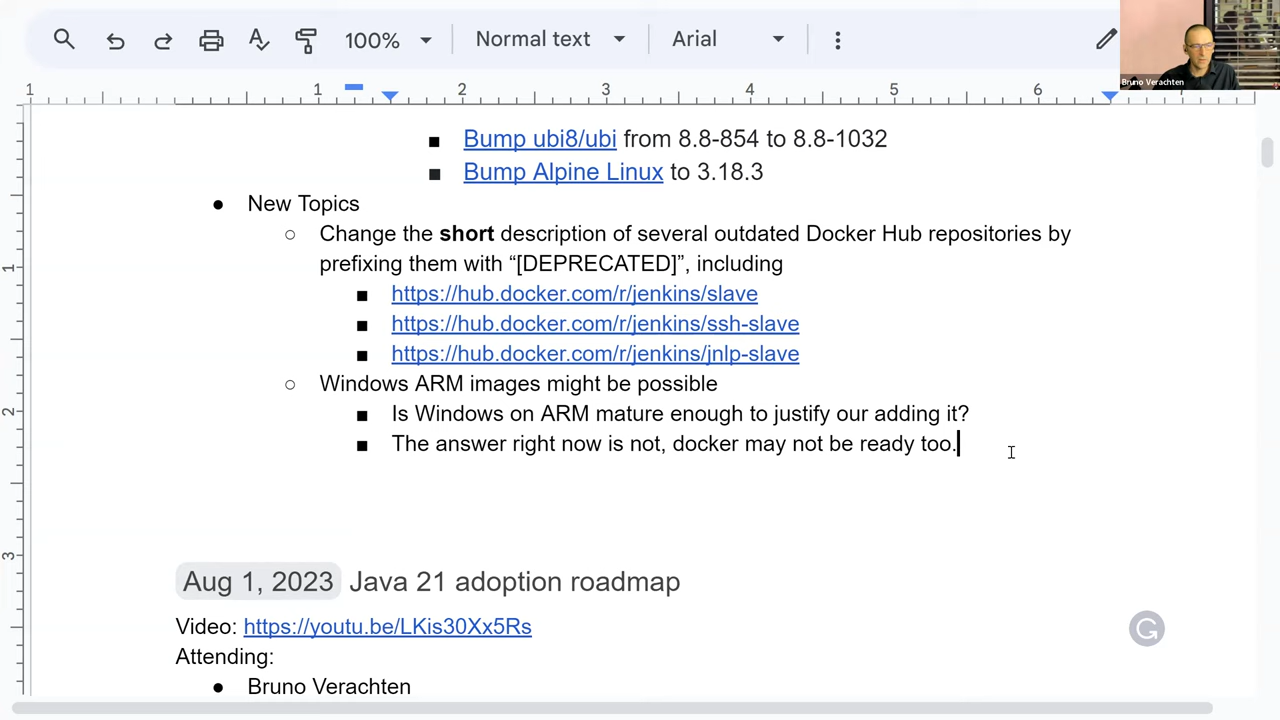 100%
Normal text
Arial
Bruno Verachten
1 1 2 3 4 5 6
Bump ubi8/ubi from 8.8-854 to 8.8-1032
Bump Alpine Linux to 3.18.3
New Topics
Change the short description of several outdated Docker Hub repositories by
prefixing them with “[DEPRECATED]”, including
https://hub.docker.com/r/jenkins/slave
https://hub.docker.com/r/jenkins/ssh-slave
https://hub.docker.com/r/jenkins/jnlp-slave
Windows ARM images might be possible
Is Windows on ARM mature enough to justify our adding it?
The answer right now is not, docker may not be ready too.
1
2
3
Aug 1, 2023 Java 21 adoption roadmap
Video: https://youtu.be/LKis30Xx5Rs
Attending:
Bruno Verachten